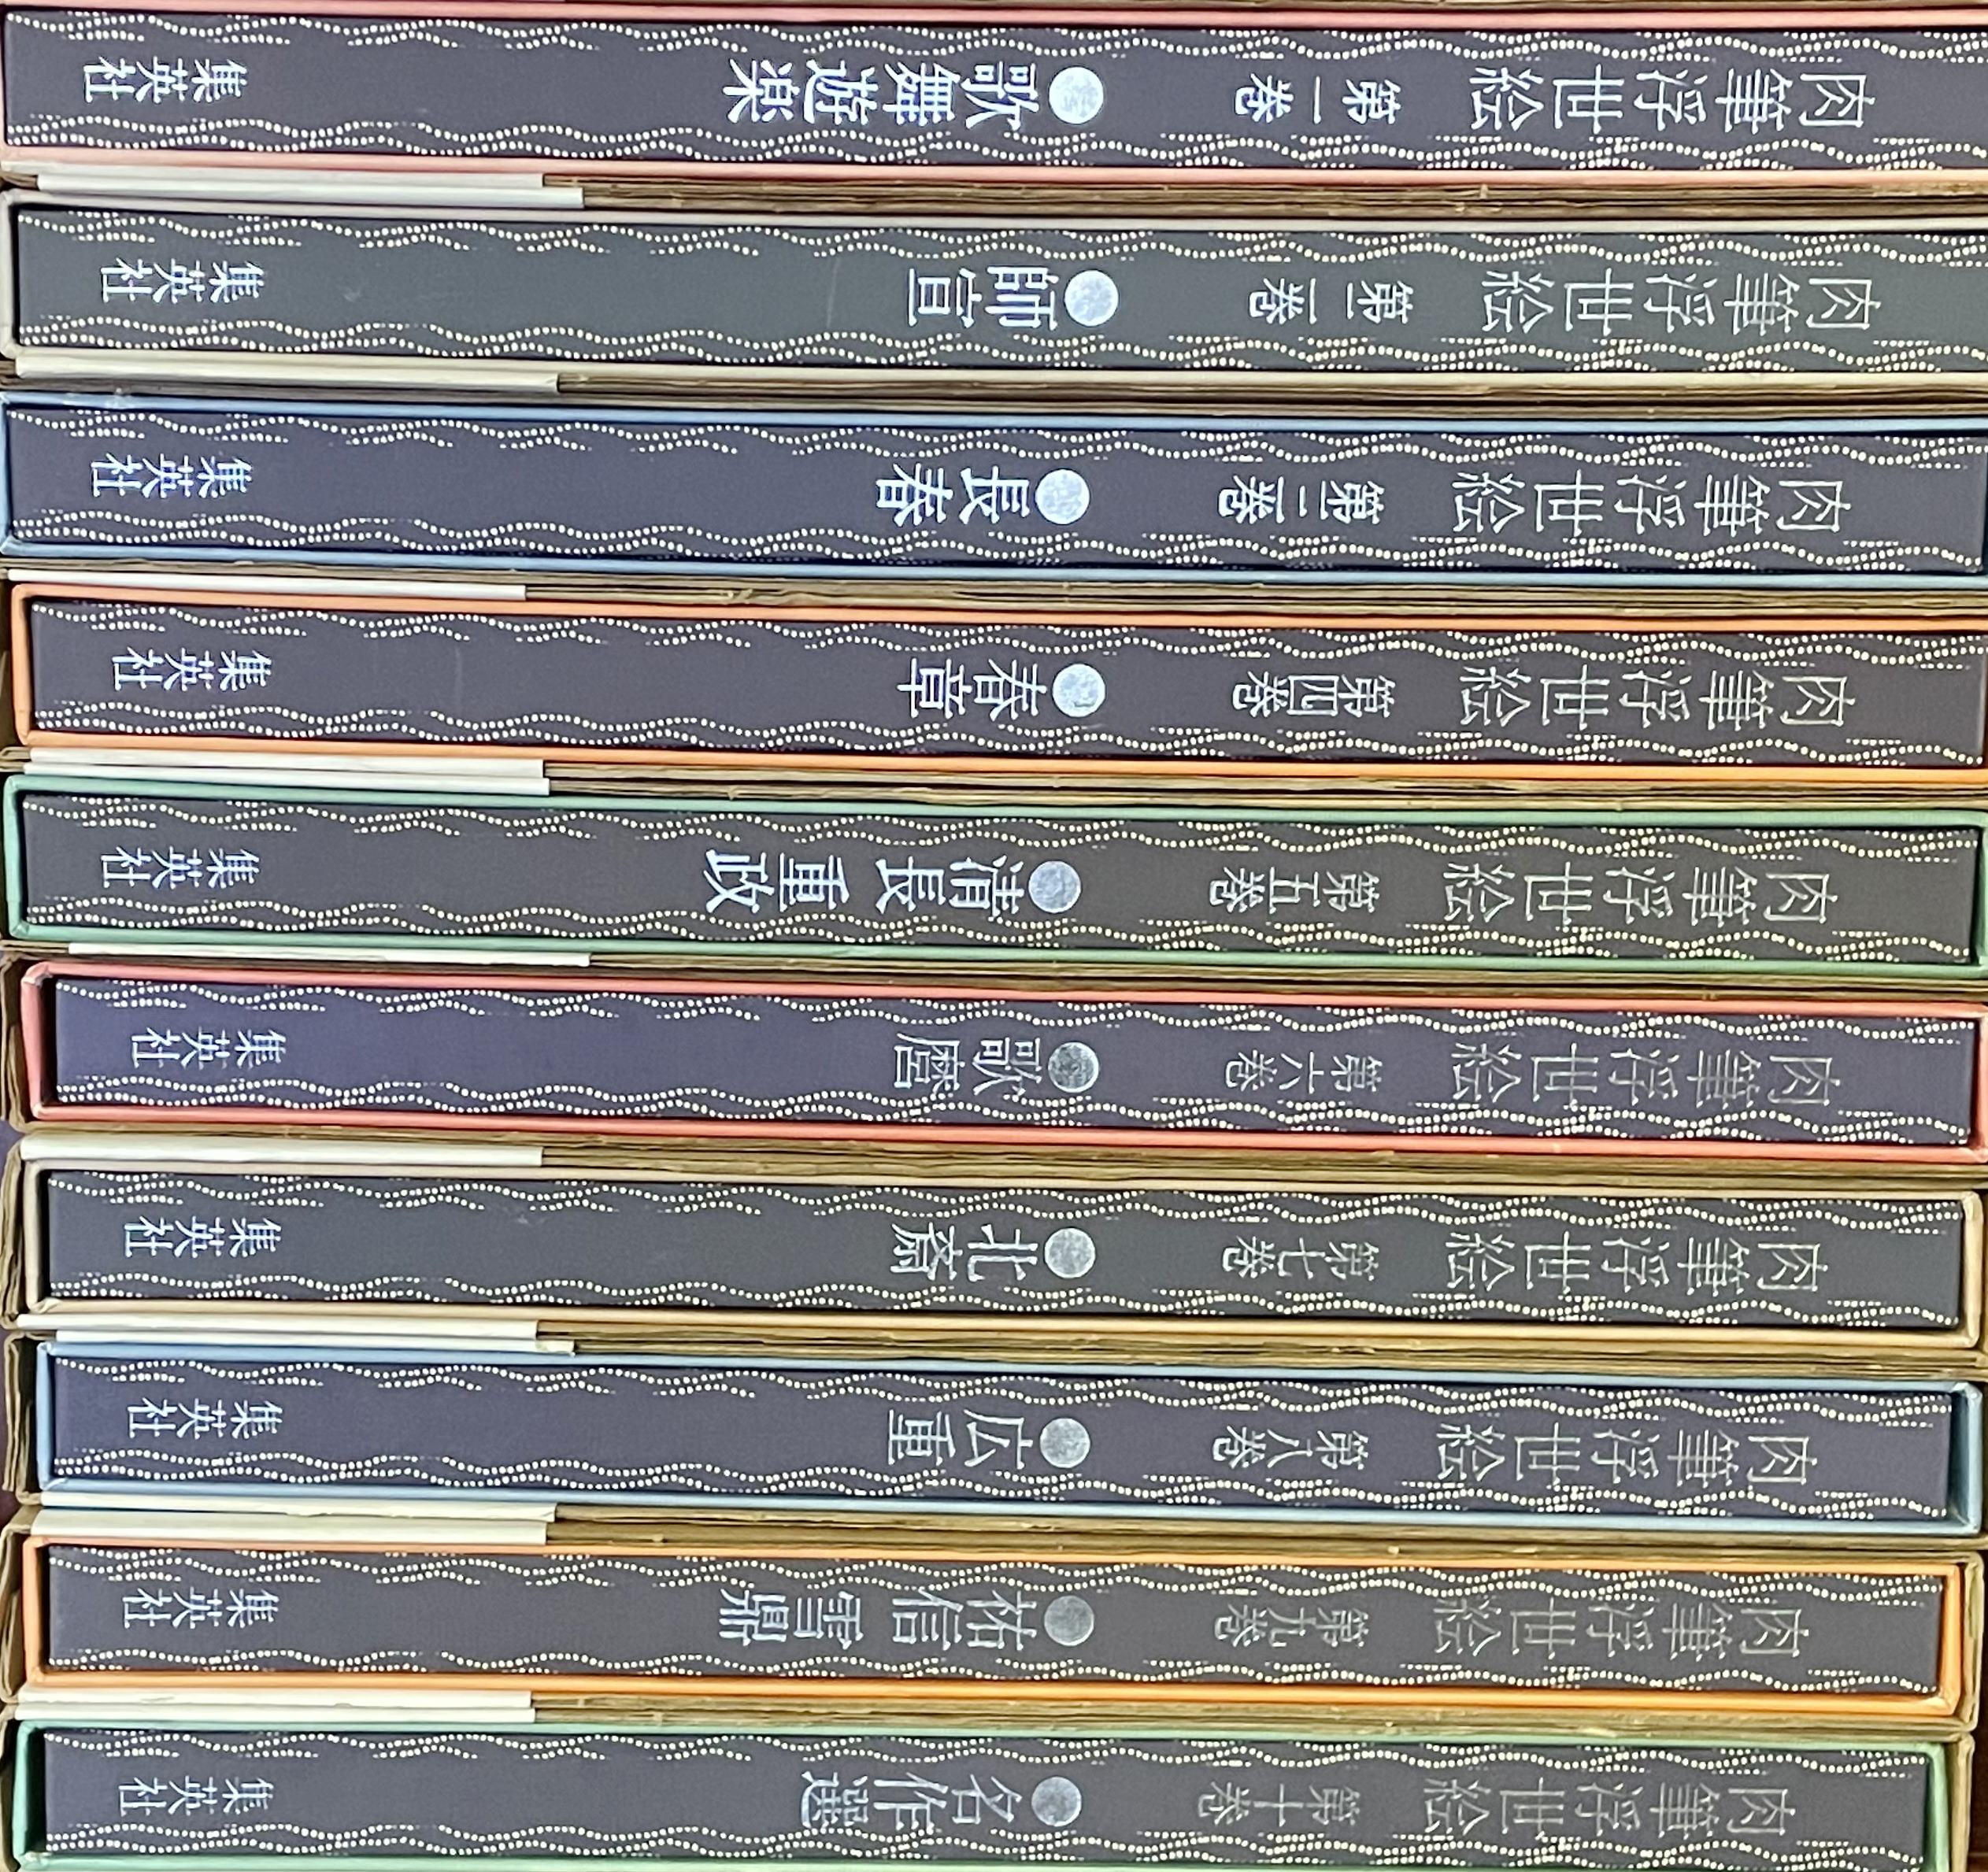 肉筆浮世絵 第一巻 ●歌舞遊楽 集英社
肉筆浮世絵 第二巻 ●師宣 集英社
肉筆浮世絵 第三巻 ●長春 集英社
肉筆浮世絵 第四巻 ●春章 集英社
肉筆浮世絵 第五巻 ●清長 重政 集英社
肉筆浮世絵 第六巻 ●歌麿 集英社
肉筆浮世絵 第七巻 ●北齋 集英社
肉筆浮世絵 第八巻 ●広重 集英社
肉筆浮世絵 第九巻 ●祐信 雪鼎 集英社
肉筆浮世絵 第十巻 ●名作選 集英社